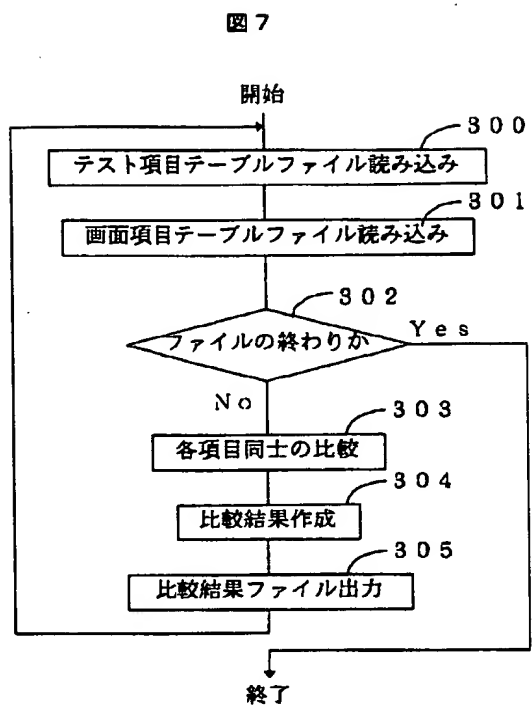 図7
開始
300
テスト項目テーブルファイル読み込み
301
画面項目テーブルファイル読み込み
302
ファイルの終わりか
Yes
No
303
各項目同士の比較
304
比較結果作成
305
比較結果ファイル出力
終了